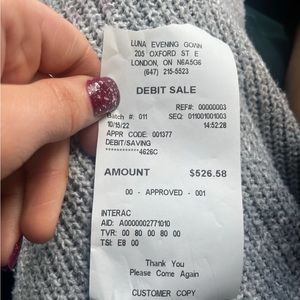 LUNA EVENING GOWN
205 OXFORD ST E
LONDON, ON N6A5G6
(647) 215-5523
DEBIT SALE
REF#: 00000003
Batch #: 011 SEQ: 011001001003
10/15/22 14:52:28
APPR CODE: 001377
DEBIT/SAVING
************4626C
AMOUNT $526.58
00 - APPROVED - 001
INTERAC
AID: A0000002771010
TVR: 00 80 00 80 00
TSI: E8 00
Thank You
Please Come Again
CUSTOMER COPY